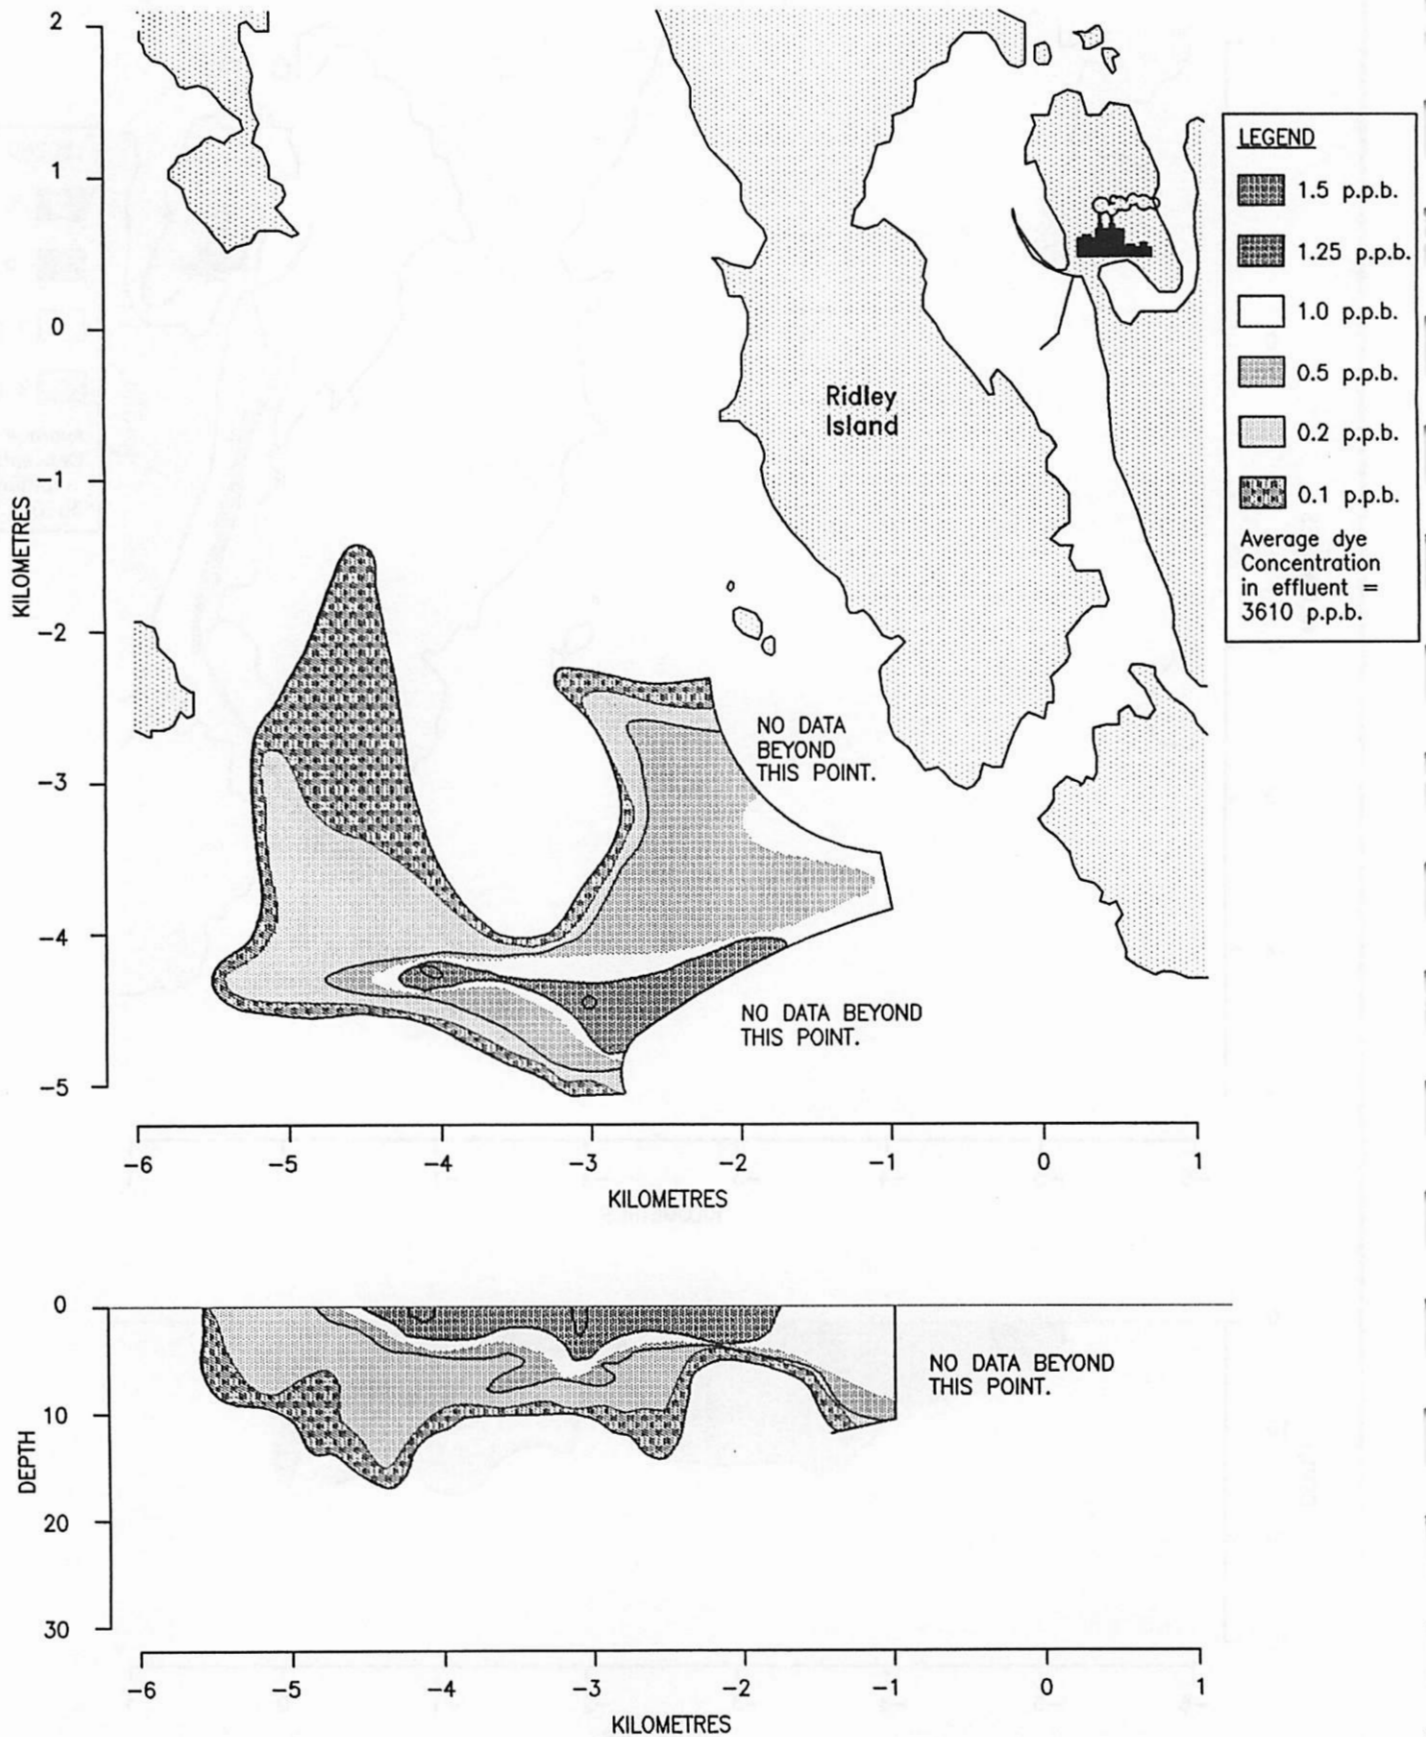 2
1
0
-1
-2
-3
-4
-5
KILOMETRES
LEGEND
1.5 p.p.b.
1.25 p.p.b.
1.0 p.p.b.
0.5 p.p.b.
0.2 p.p.b.
0.1 p.p.b.
Average dye
Concentration
in effluent =
3610 p.p.b.
Ridley
Island
NO DATA
BEYOND
THIS POINT.
NO DATA BEYOND
THIS POINT.
-6 -5 -4 -3 -2 -1 0 1
KILOMETRES
0
10
20
30
DEPTH
NO DATA BEYOND
THIS POINT.
-6 -5 -4 -3 -2 -1 0 1
KILOMETRES